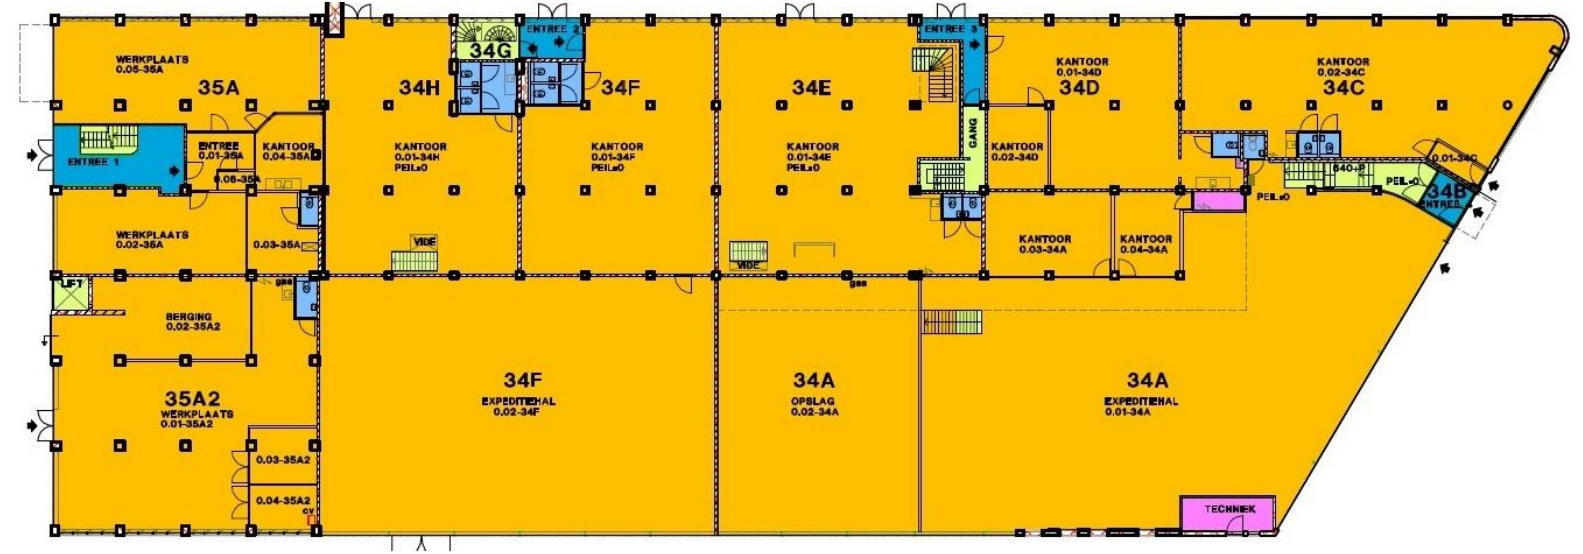 WERKPLAATS
0.05-35A
35A
ENTREE 1
ENTREE
0.01-35A
0.06-35A
KANTOOR
0.04-35A
WERKPLAATS
0.02-35A
0.03-35A
34H
KANTOOR
0.01-34H
PEIL=0
VIDE
34G
ENTREE 2
34F
KANTOOR
0.01-34F
PEIL=0
34E
KANTOOR
0.01-34E
PEIL=0
VIDE
ENTREE 3
GANG
KANTOOR
0.01-34D
34D
KANTOOR
0.02-34D
KANTOOR
0.02-34C
34C
0.01-34C
640+P
PEIL=0
PEIL=0
34B
ENTREE
KANTOOR
0.03-34A
KANTOOR
0.04-34A
LIFT
gas
BERGING
0.02-35A2
35A2
WERKPLAATS
0.01-35A2
0.03-35A2
0.04-35A2
cv
34F
EXPEDITIEHAL
0.02-34F
gas
34A
OPSLAG
0.02-34A
34A
EXPEDITIEHAL
0.01-34A
TECHNIEK